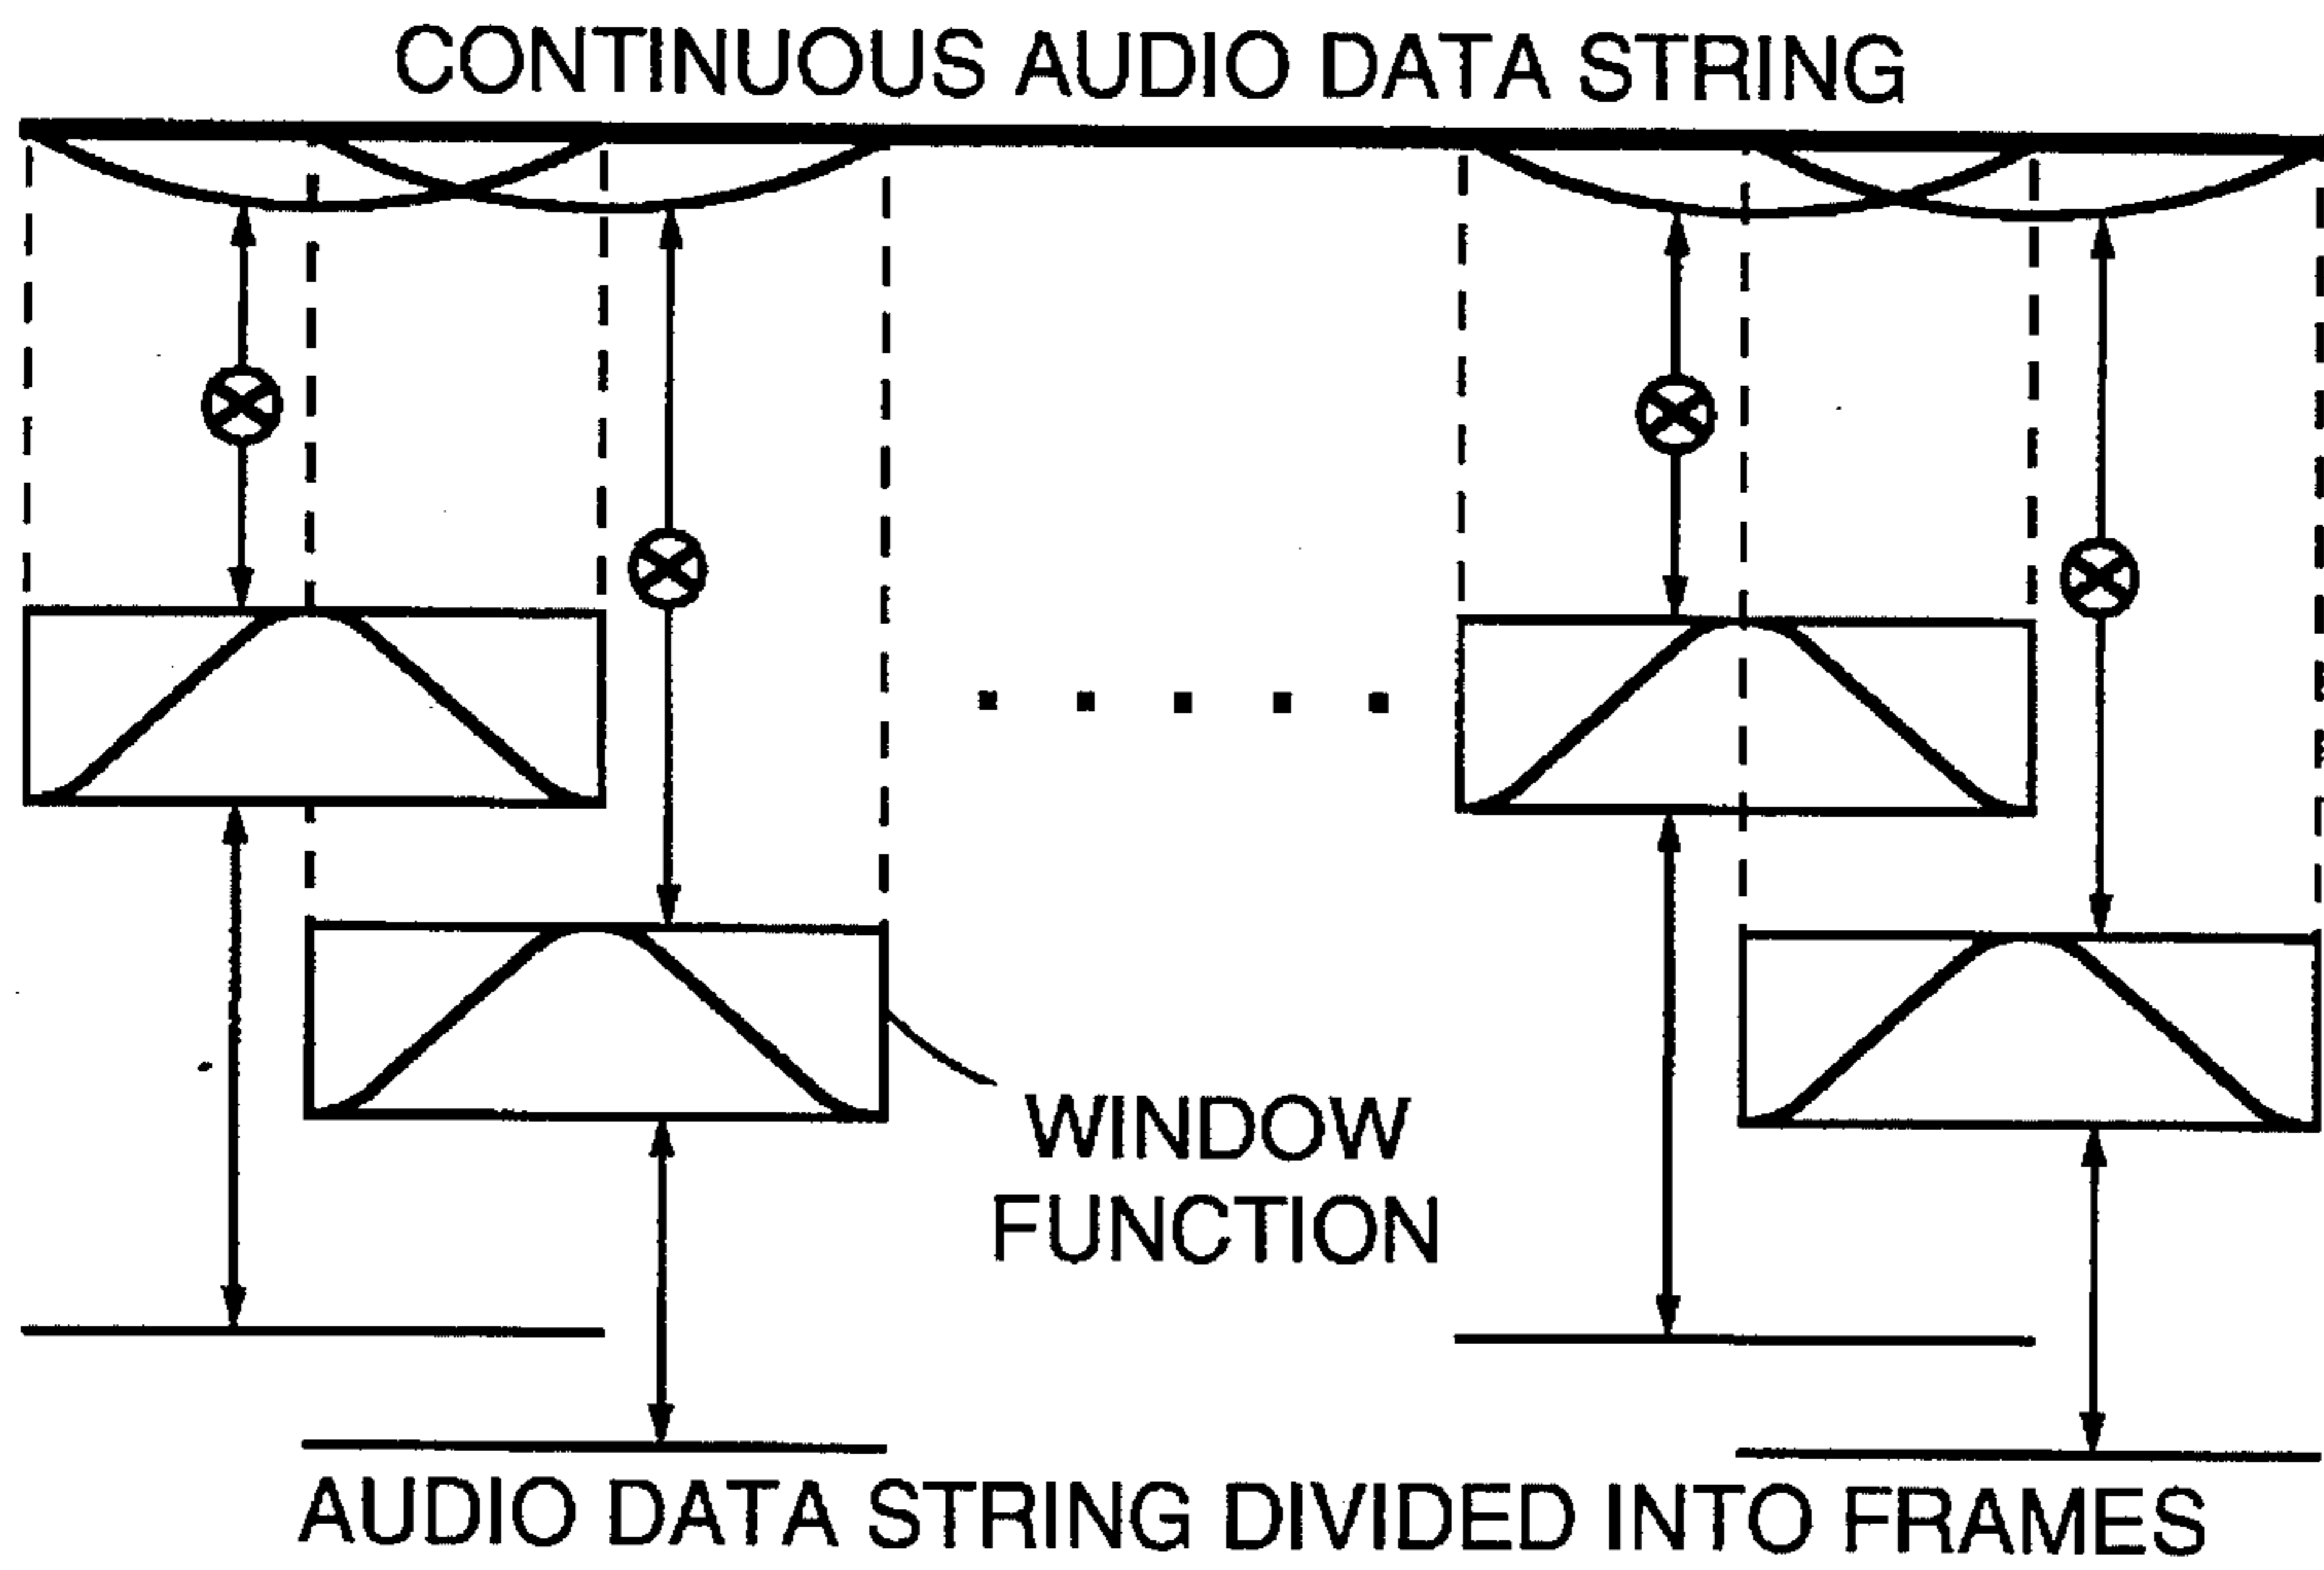 CONTINUOUS AUDIO DATA STRING
WINDOW
FUNCTION
AUDIO DATA STRING DIVIDED INTO FRAMES